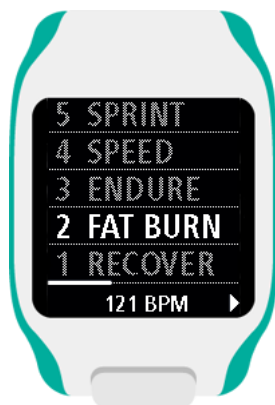 5 SPRINT
4 SPEED
3 ENDURE
2 FAT BURN
1 RECOVER
121 BPM